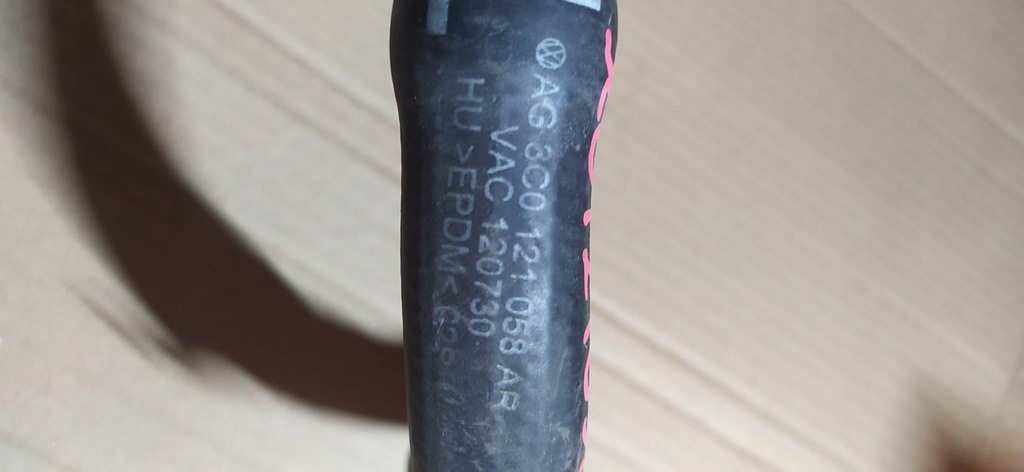 AG 3C0 121 058 AR
VAC 120730
HU >EPDM<